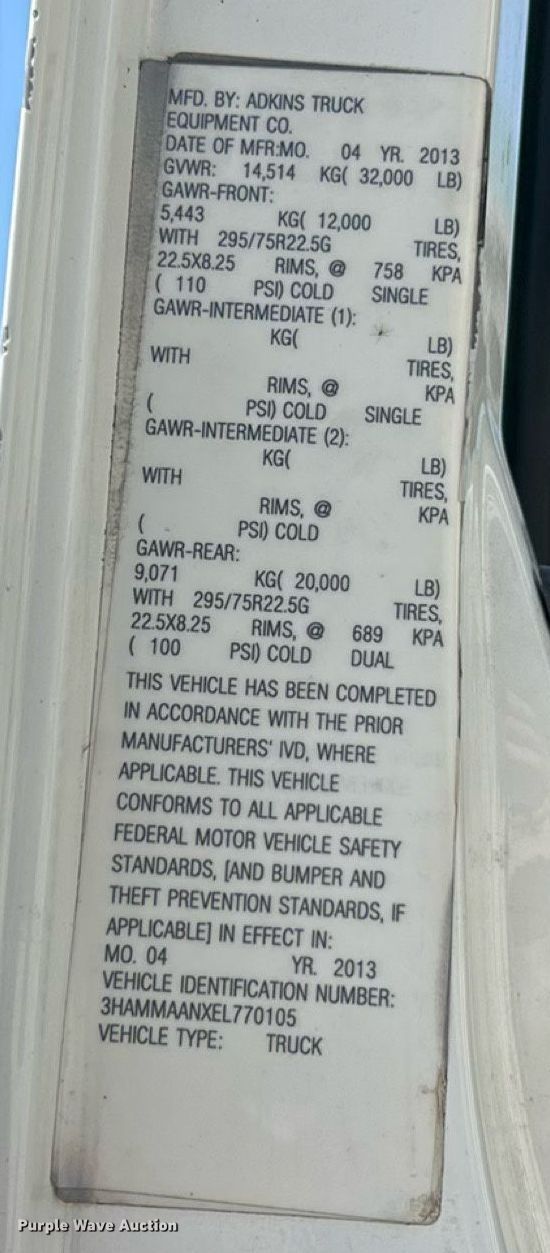 MFD. BY: ADKINS TRUCK
EQUIPMENT CO.
DATE OF MFR:MO. 04 YR. 2013
GVWR: 14,514 KG( 32,000 LB)
GAWR-FRONT:
5,443 KG( 12,000 LB)
WITH 295/75R22.5G TIRES,
22.5X8.25 RIMS, @ 758 KPA
( 110 PSI) COLD SINGLE
GAWR-INTERMEDIATE (1):
KG( LB)
WITH TIRES,
RIMS, @ KPA
( PSI) COLD SINGLE
GAWR-INTERMEDIATE (2):
KG( LB)
WITH TIRES,
RIMS, @ KPA
( PSI) COLD
GAWR-REAR:
9,071 KG( 20,000 LB)
WITH 295/75R22.5G TIRES,
22.5X8.25 RIMS, @ 689 KPA
( 100 PSI) COLD DUAL
THIS VEHICLE HAS BEEN COMPLETED
IN ACCORDANCE WITH THE PRIOR
MANUFACTURERS' IVD, WHERE
APPLICABLE. THIS VEHICLE
CONFORMS TO ALL APPLICABLE
FEDERAL MOTOR VEHICLE SAFETY
STANDARDS, [AND BUMPER AND
THEFT PREVENTION STANDARDS, IF
APPLICABLE] IN EFFECT IN:
MO. 04 YR. 2013
VEHICLE IDENTIFICATION NUMBER:
3HAMMAANXEL770105
VEHICLE TYPE: TRUCK
Purple Wave Auction